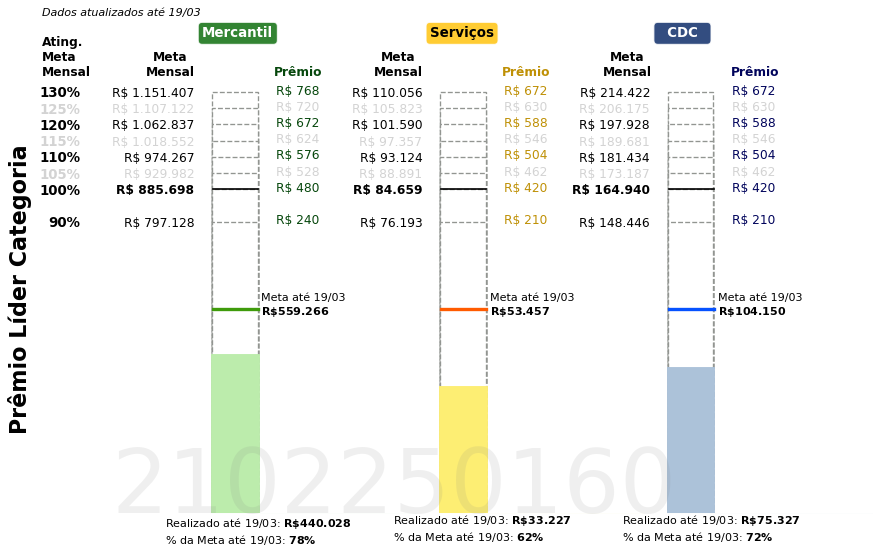 Dados atualizados até 19/03
Mercantil Serviços CDC
Ating. Meta Mensal
Meta Mensal Prêmio Meta Mensal Prêmio Meta Mensal Prêmio
130% R$ 1.151.407 R$ 768 R$ 110.056 R$ 672 R$ 214.422 R$ 672
125% R$ 1.107.122 R$ 720 R$ 105.823 R$ 630 R$ 206.175 R$ 630
120% R$ 1.062.837 R$ 672 R$ 101.590 R$ 588 R$ 197.928 R$ 588
115% R$ 1.018.552 R$ 624 R$ 97.357 R$ 546 R$ 189.681 R$ 546
110% R$ 974.267 R$ 576 R$ 93.124 R$ 504 R$ 181.434 R$ 504
105% R$ 929.982 R$ 528 R$ 88.891 R$ 462 R$ 173.187 R$ 462
100% R$ 885.698 R$ 480 R$ 84.659 R$ 420 R$ 164.940 R$ 420
90% R$ 797.128 R$ 240 R$ 76.193 R$ 210 R$ 148.446 R$ 210
Prêmio Líder Categoria
Meta até 19/03 Meta até 19/03 Meta até 19/03
R$559.266 R$53.457 R$104.150
2102250160
Realizado até 19/03: R$440.028 Realizado até 19/03: R$33.227 Realizado até 19/03: R$75.327
% da Meta até 19/03: 78% % da Meta até 19/03: 62% % da Meta até 19/03: 72%